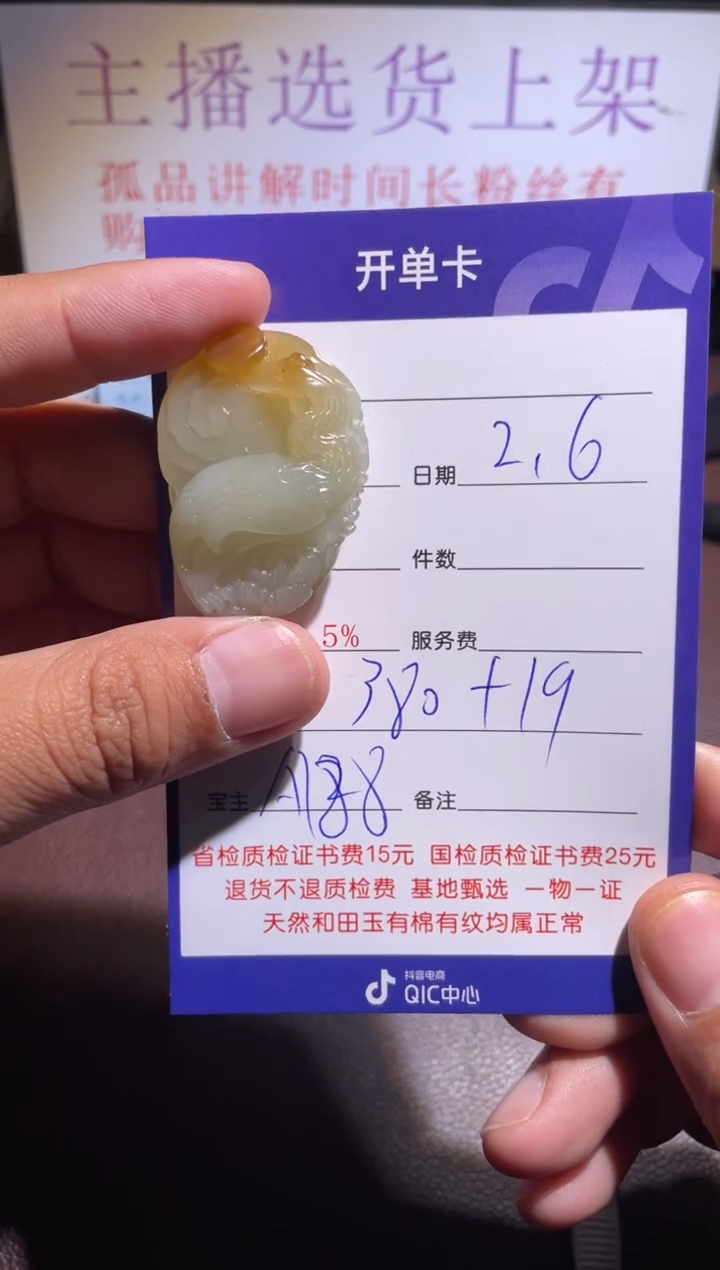 主播选货上架
孤品讲解时间长粉丝有
开单卡
日期 2.6
件数
5% 服务费
380+19
宝主 备注
省检质检证书费15元 国检质检证书费25元
退货不退质检费 基地甄选 一物一证
天然和田玉有棉有纹均属正常
抖音电商
QIC中心